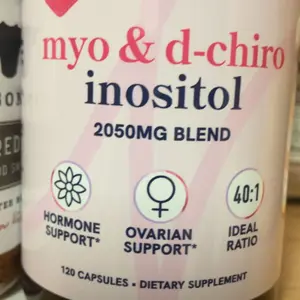 myo & d-chiro
inositol
2050MG BLEND
HORMONE
SUPPORT*
OVARIAN
SUPPORT*
40:1
IDEAL
RATIO
120 CAPSULES • DIETARY SUPPLEMENT